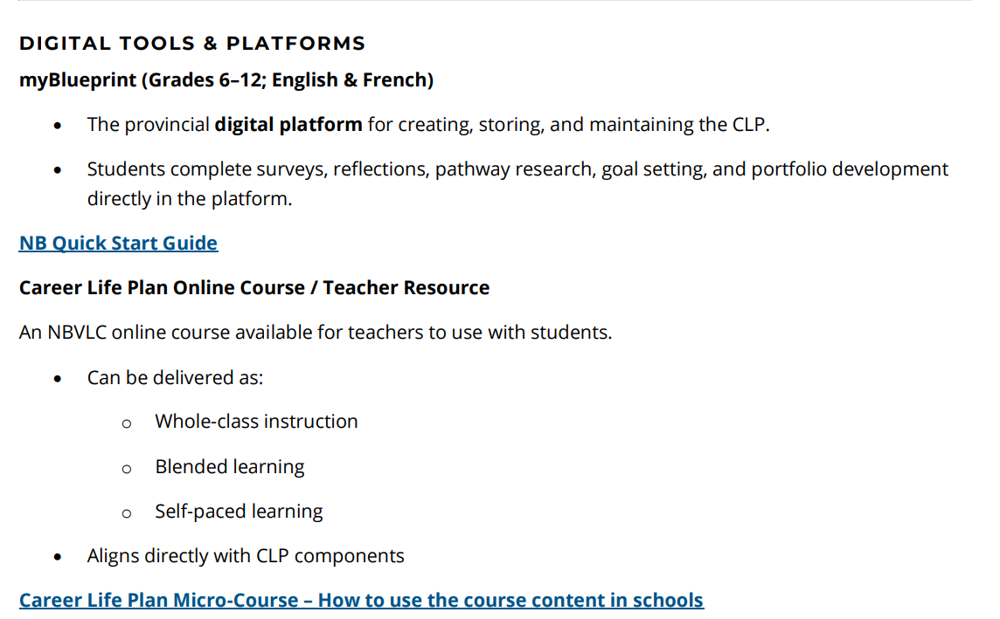 DIGITAL TOOLS & PLATFORMS
myBlueprint (Grades 6–12; English & French)
• The provincial digital platform for creating, storing, and maintaining the CLP.
• Students complete surveys, reflections, pathway research, goal setting, and portfolio development
directly in the platform.
NB Quick Start Guide
Career Life Plan Online Course / Teacher Resource
An NBVLC online course available for teachers to use with students.
• Can be delivered as:
o Whole-class instruction
o Blended learning
o Self-paced learning
• Aligns directly with CLP components
Career Life Plan Micro-Course – How to use the course content in schools